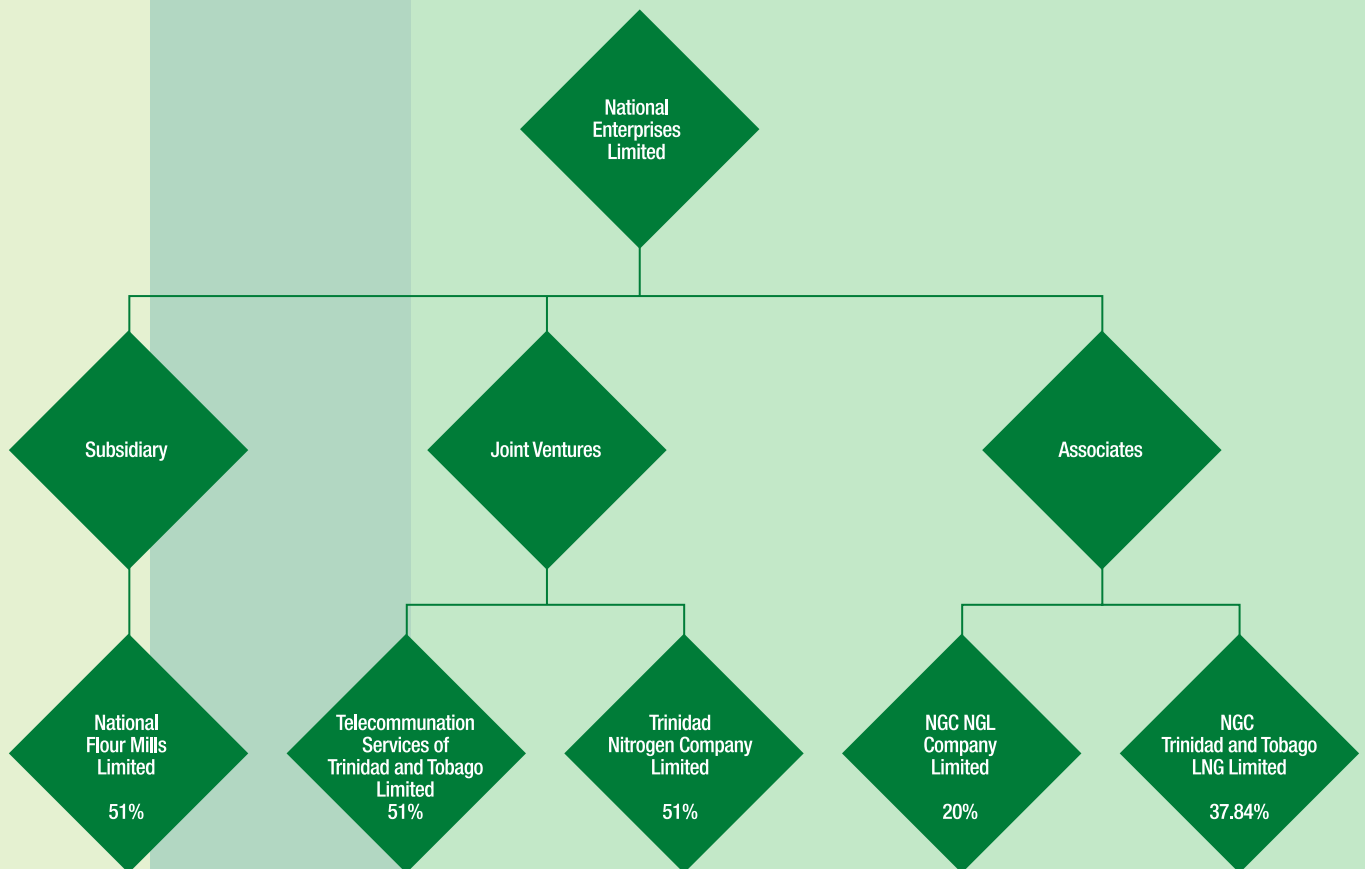 National
Enterprises
Limited
Subsidiary
Joint Ventures
Associates
National
Flour Mills
Limited
51%
Telecommunation
Services of
Trinidad and Tobago
Limited
51%
Trinidad
Nitrogen Company
Limited
51%
NGC NGL
Company
Limited
20%
NGC
Trinidad and Tobago
LNG Limited
37.84%